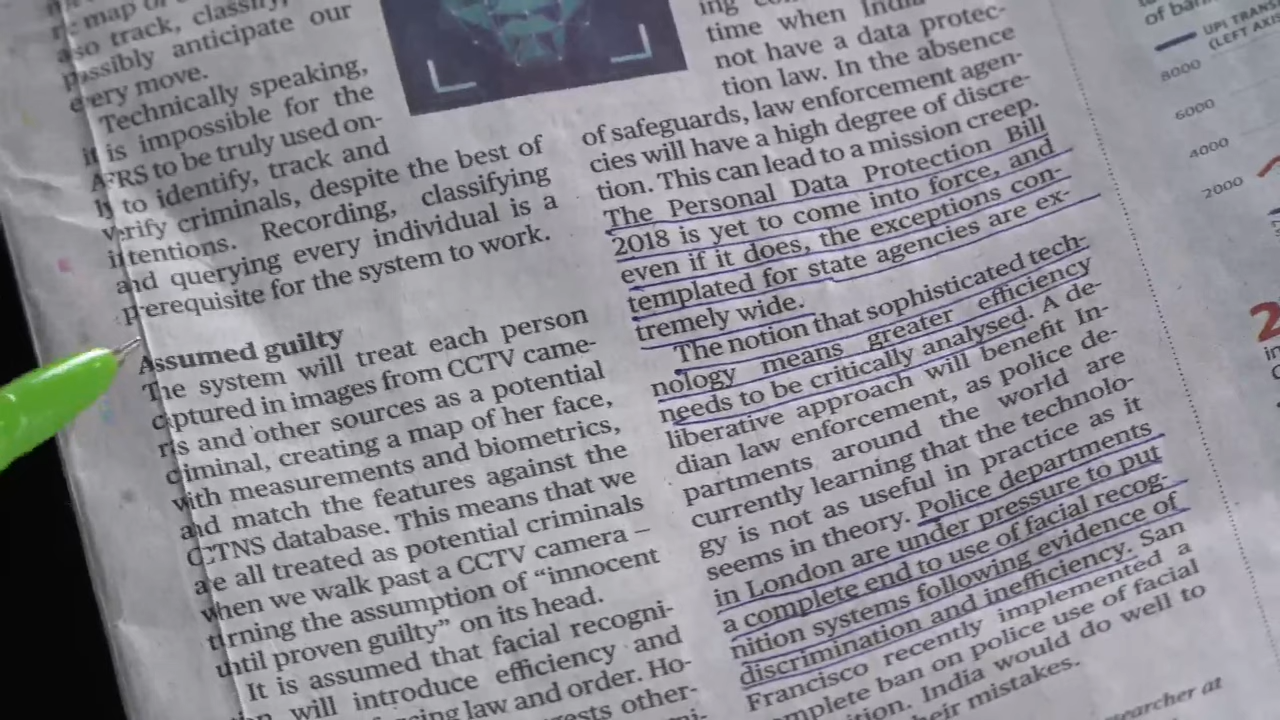 map of
also track, classify,
possibly anticipate our
every move.
Technically speaking,
it is impossible for the
AFRS to be truly used on-
ly to identify, track and
verify criminals, despite the best of
intentions. Recording, classifying
and querying every individual is a
prerequisite for the system to work.
Assumed guilty
The system will treat each person
captured in images from CCTV came-
ras and other sources as a potential
criminal, creating a map of her face,
with measurements and biometrics,
and match the features against the
CCTNS database. This means that we
are all treated as potential criminals
when we walk past a CCTV camera –
turning the assumption of “innocent
until proven guilty” on its head.
It is assumed that facial recogni-
will introduce efficiency and
law and order. Ho-
other-
ing
time when India
not have a data protec-
tion law. In the absence
of safeguards, law enforcement agen-
cies will have a high degree of discre-
tion. This can lead to a mission creep.
The Personal Data Protection Bill
2018 is yet to come into force, and
even if it does, the exceptions con-
templated for state agencies are ex-
tremely wide.
The notion that sophisticated tech-
nology means greater efficiency
needs to be critically analysed. A de-
liberative approach will benefit In-
dian law enforcement, as police de-
partments around the world are
currently learning that the technolo-
gy is not as useful in practice as it
seems in theory. Police departments
in London are under pressure to put
a complete end to use of facial recog-
nition systems following evidence of
discrimination and inefficiency. San
Francisco recently implemented a
complete ban on police use of facial
India would do well to
their mistakes.
researcher at
of
UPI TRANS
(LEFT AXI
8000
6000
4000
2000
2
in